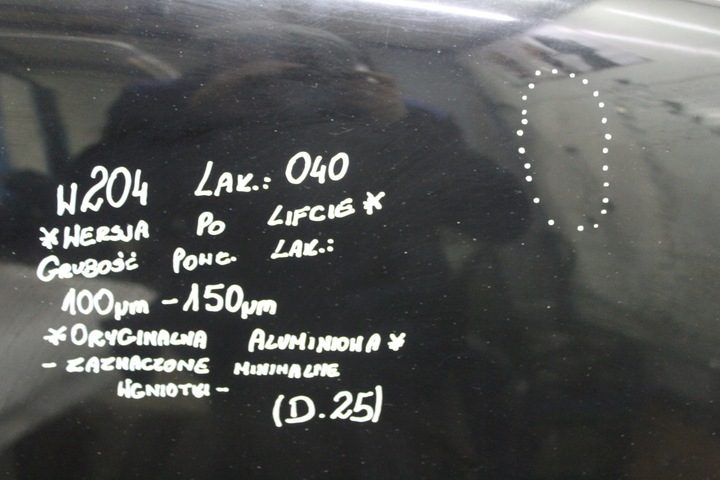 W204 LAK.: 040
*WERSJA PO LIFCIE*
GRUBOŚĆ POWŁ. LAK.:
100µm - 150µm
*ORYGINALNA ALUMINIOWA*
- ZAZNACZONE MINIMALNE
WGNIOTKI -
(D.25)